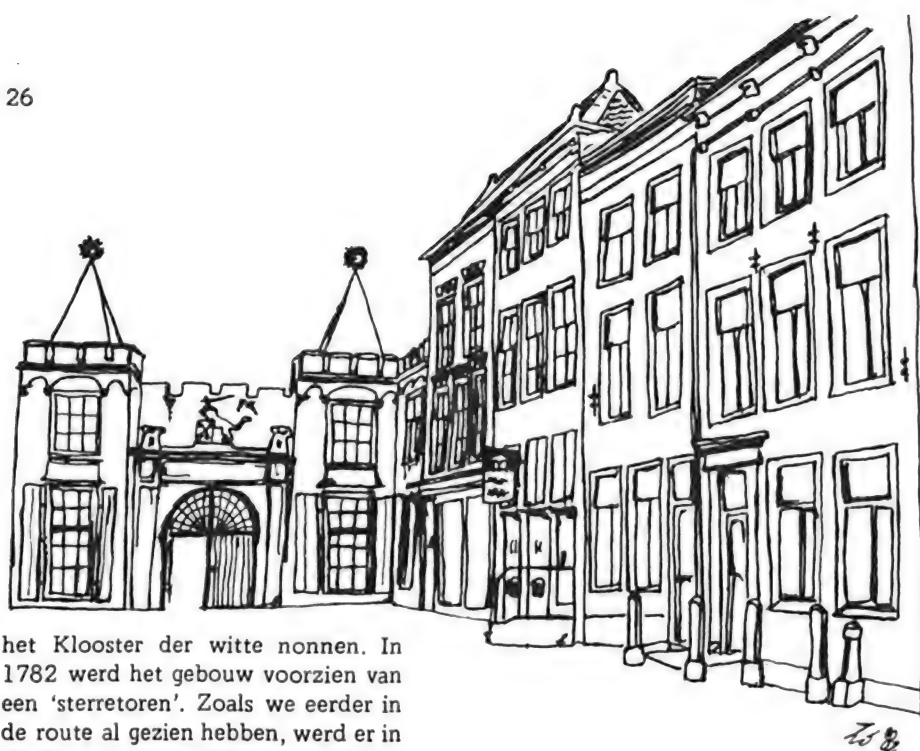 26
het Klooster der witte nonnen. In
1782 werd het gebouw voorzien van
een 'sterretoren'. Zoals we eerder in
de route al gezien hebben, werd er in